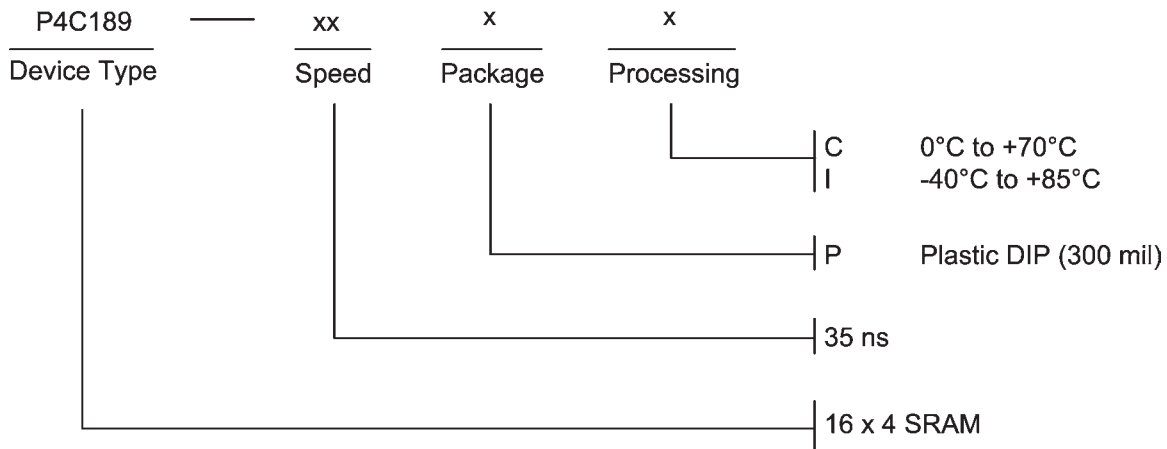 P4C189 — xx x x
Device Type Speed Package Processing
C 0°C to +70°C
I -40°C to +85°C
P Plastic DIP (300 mil)
35 ns
16 x 4 SRAM